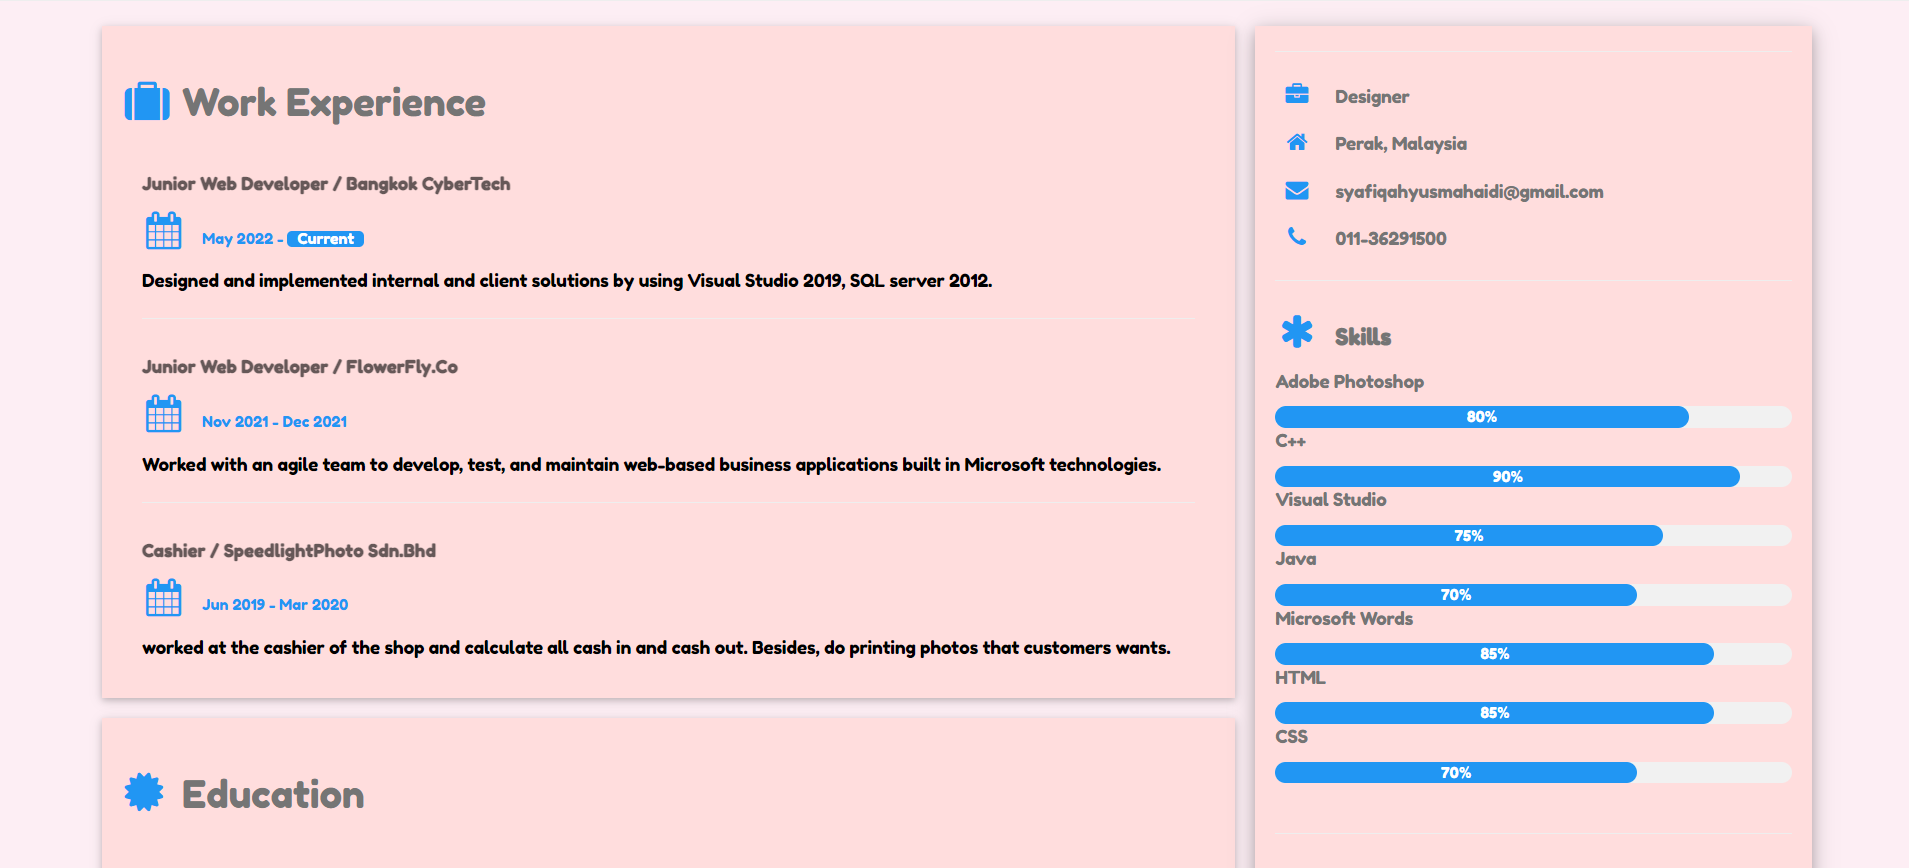 Work Experience
Junior Web Developer / Bangkok CyberTech
May 2022 - Current
Designed and implemented internal and client solutions by using Visual Studio 2019, SQL server 2012.
Junior Web Developer / FlowerFly.Co
Nov 2021 - Dec 2021
Worked with an agile team to develop, test, and maintain web-based business applications built in Microsoft technologies.
Cashier / SpeedlightPhoto Sdn.Bhd
Jun 2019 - Mar 2020
worked at the cashier of the shop and calculate all cash in and cash out. Besides, do printing photos that customers wants.
Education
Designer
Perak, Malaysia
syafiqahyusmahaidi@gmail.com
011-36291500
Skills
Adobe Photoshop
80%
C++
90%
Visual Studio
75%
Java
70%
Microsoft Words
85%
HTML
85%
CSS
70%